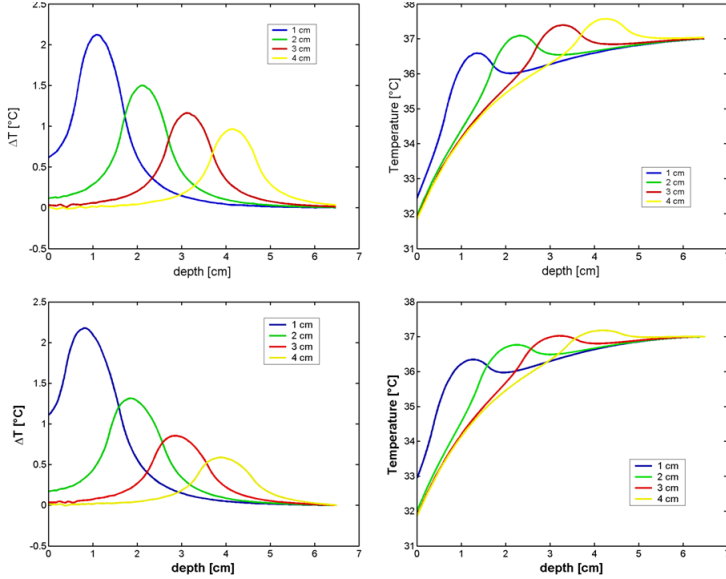 2.5
2
1.5
1
0.5
0
-0.5
ΔT [°C]
0 1 2 3 4 5 6 7
depth [cm]
1 cm
2 cm
3 cm
4 cm
37
36
35
34
33
32
31
Temperature [°C]
0 1 2 3 4 5 6 7
depth [cm]
1 cm
2 cm
3 cm
4 cm
2.5
2
1.5
1
0.5
0
-0.5
ΔT [°C]
0 1 2 3 4 5 6 7
depth [cm]
1 cm
2 cm
3 cm
4 cm
38
37
36
35
34
33
32
31
Temperature [°C]
0 1 2 3 4 5 6
depth [cm]
1 cm
2 cm
3 cm
4 cm